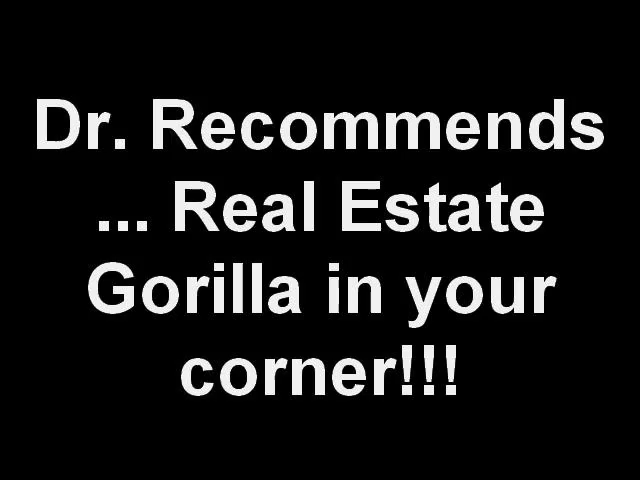 Dr. Recommends
... Real Estate
Gorilla in your
corner!!!